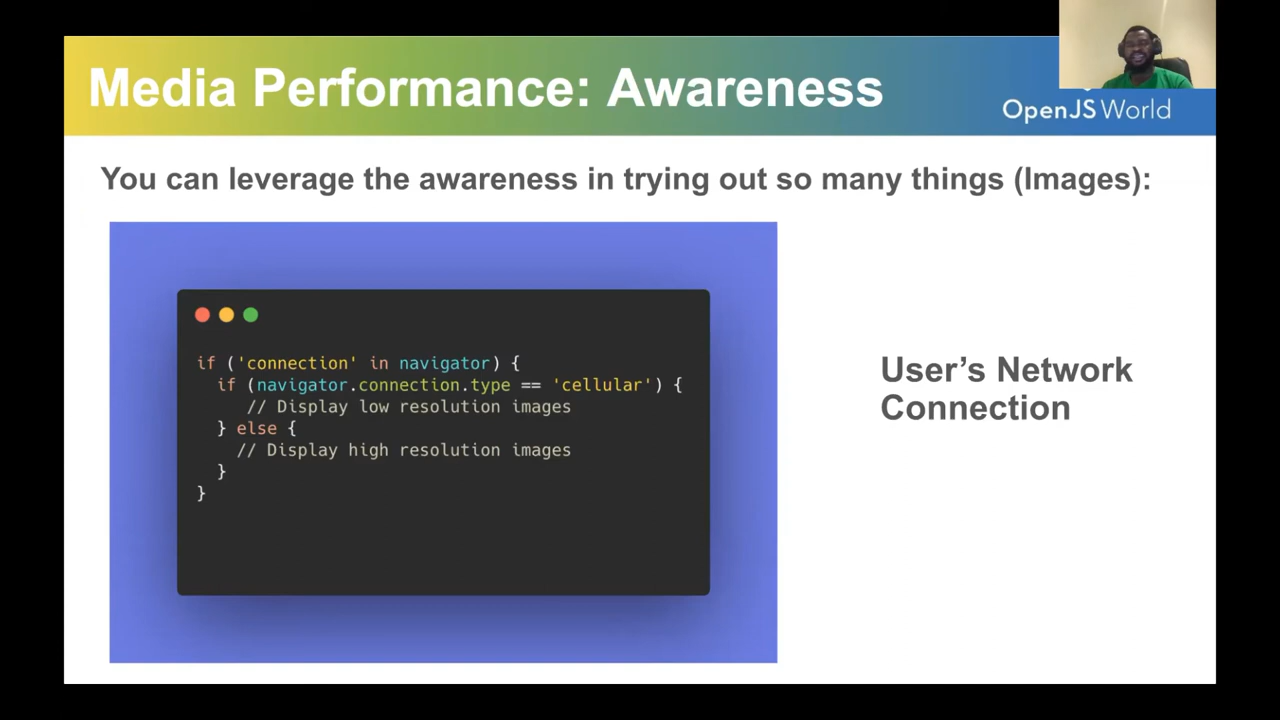 Media Performance: Awareness
OpenJS World
You can leverage the awareness in trying out so many things (Images):
if ('connection' in navigator) {
  if (navigator.connection.type == 'cellular') {
     // Display low resolution images
  } else {
    // Display high resolution images
  }
}
User’s Network
Connection